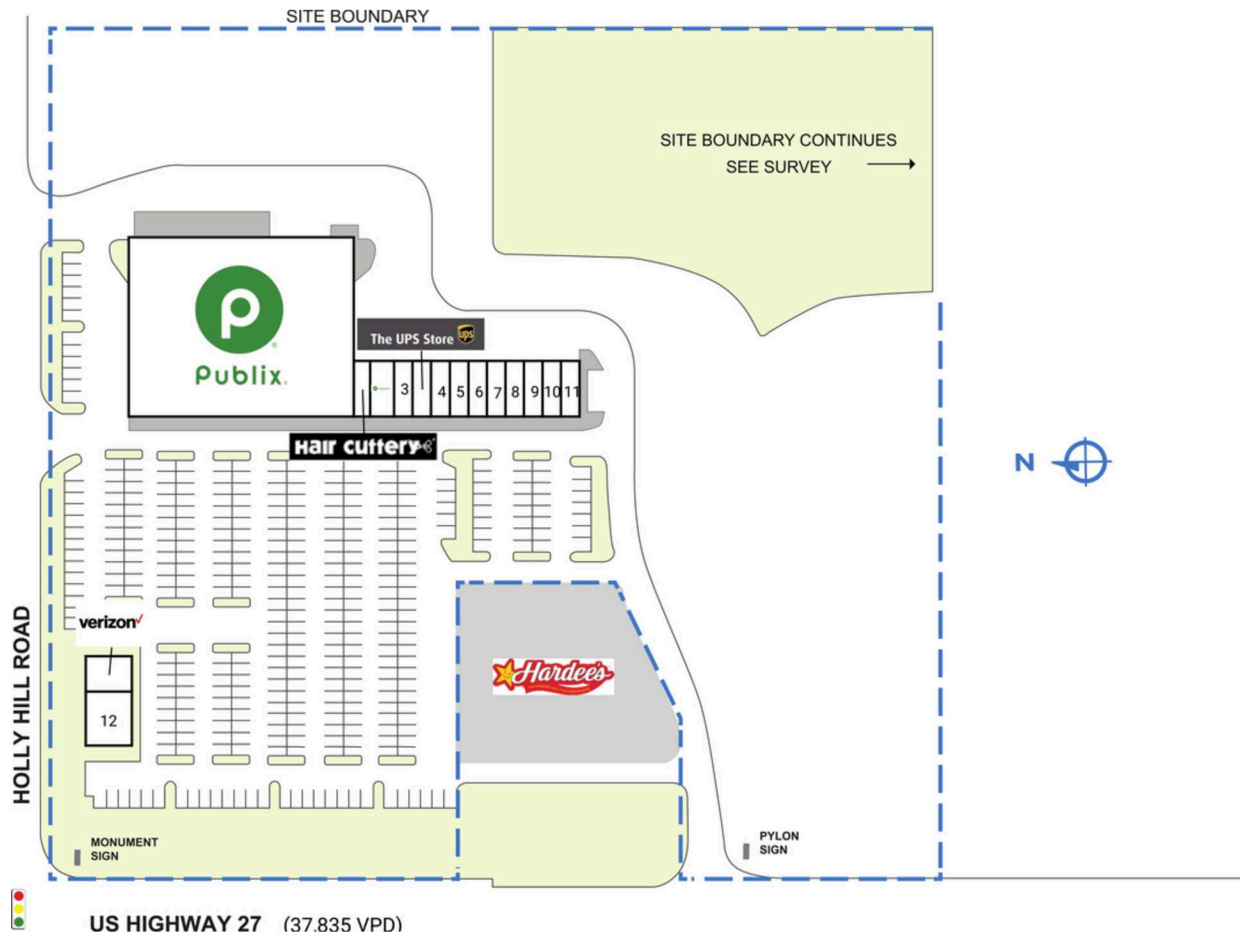 SITE BOUNDARY
SITE BOUNDARY CONTINUES
SEE SURVEY
Publix.
The UPS Store ups
3 4 5 6 7 8 9 10 11
Hair Cuttery
N
HOLLY HILL ROAD
verizon
12
Hardee's
MONUMENT
SIGN
PYLON
SIGN
US HIGHWAY 27 (37,835 VPD)